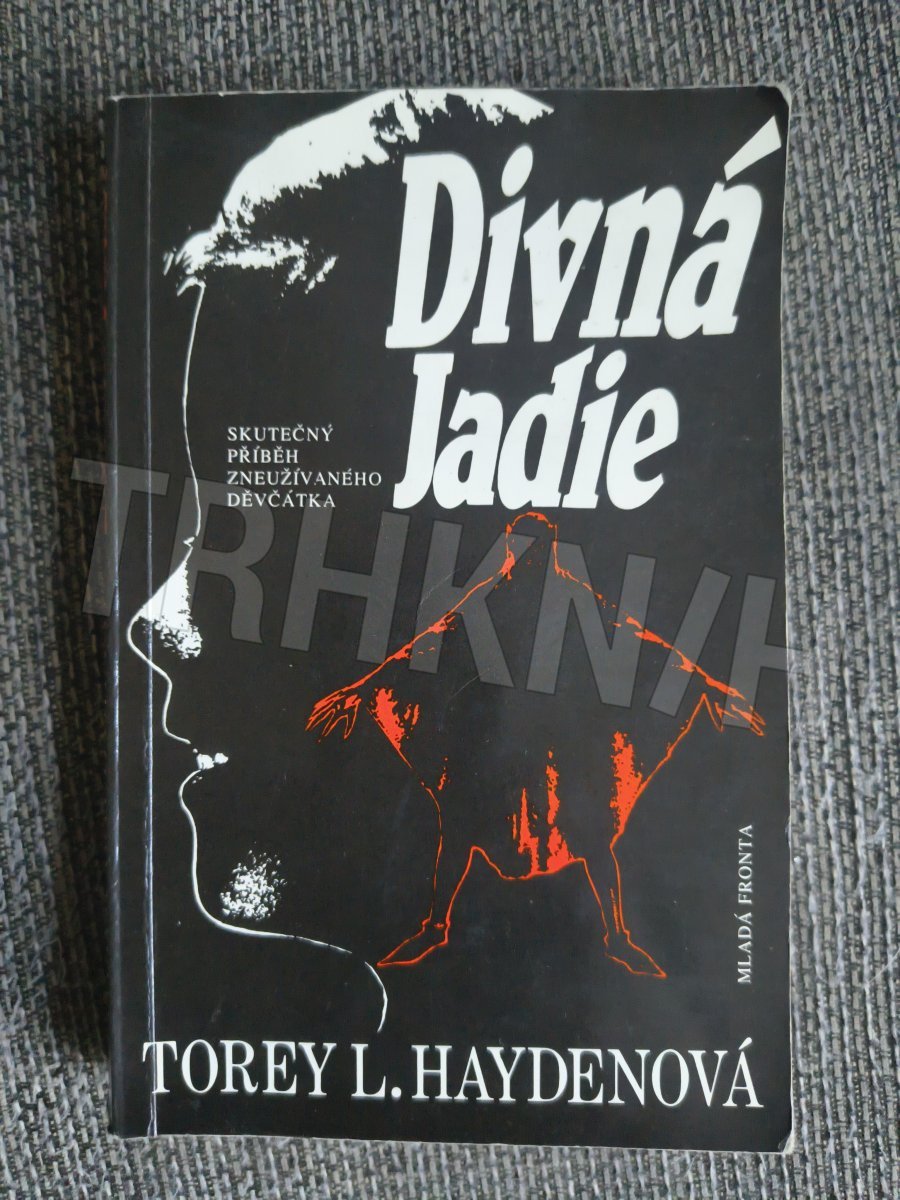 Divná
Jadie
SKUTEČNÝ
PŘÍBĚH
ZNEUŽÍVANÉHO
DĚVČÁTKA
TRHKNIH
MLADÁ FRONTA
TOREY L. HAYDENOVÁ